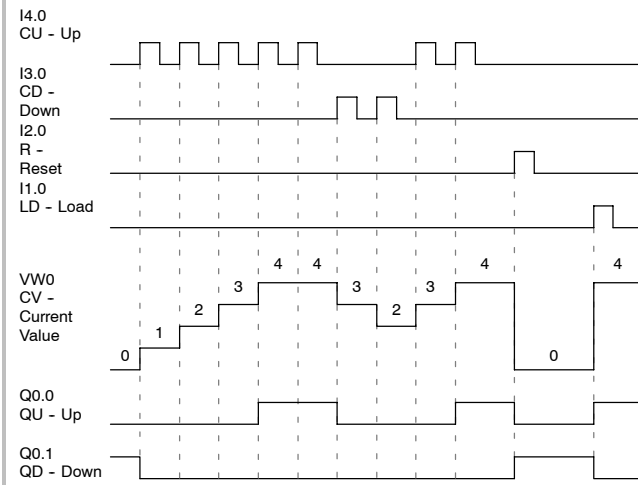 I4.0
CU - Up
I3.0
CD -
Down
I2.0
R -
Reset
I1.0
LD - Load
4 4 4 4
3 3 3
2 2
1
0 0
VW0
CV -
Current
Value
Q0.0
QU - Up
Q0.1
QD - Down